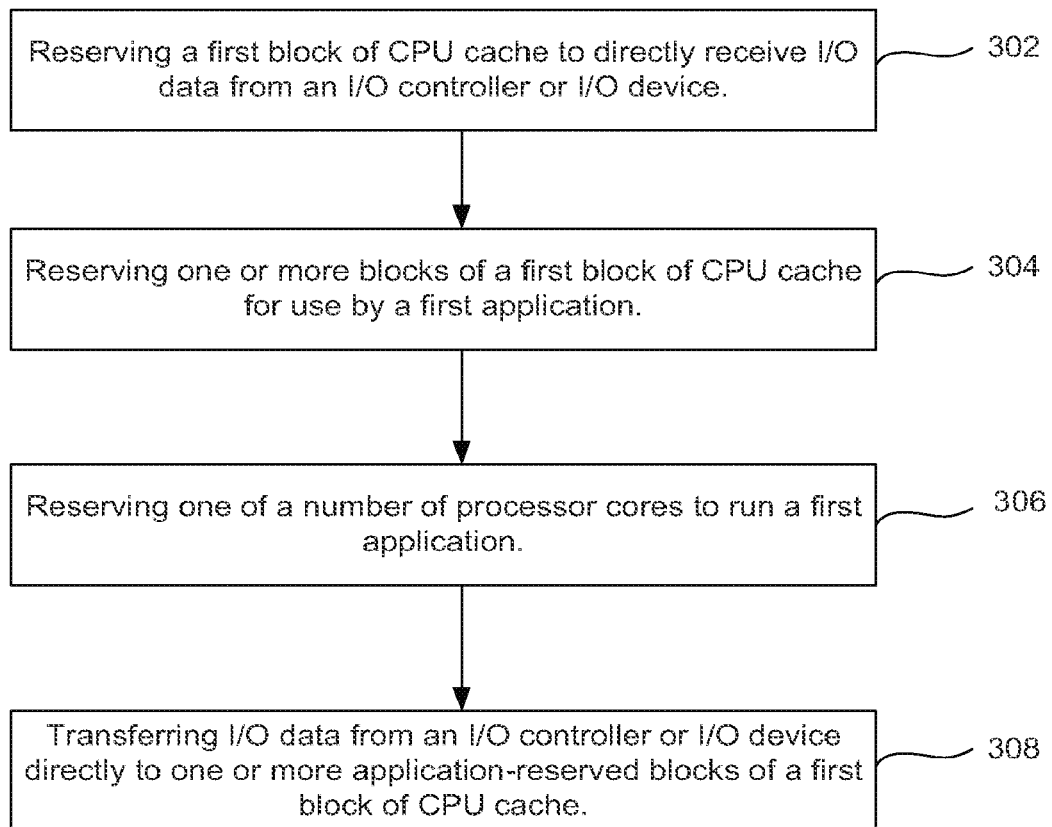 Reserving a first block of CPU cache to directly receive I/O
data from an I/O controller or I/O device.
302
Reserving one or more blocks of a first block of CPU cache
for use by a first application.
304
Reserving one of a number of processor cores to run a first
application.
306
Transferring I/O data from an I/O controller or I/O device
directly to one or more application-reserved blocks of a first
block of CPU cache.
308